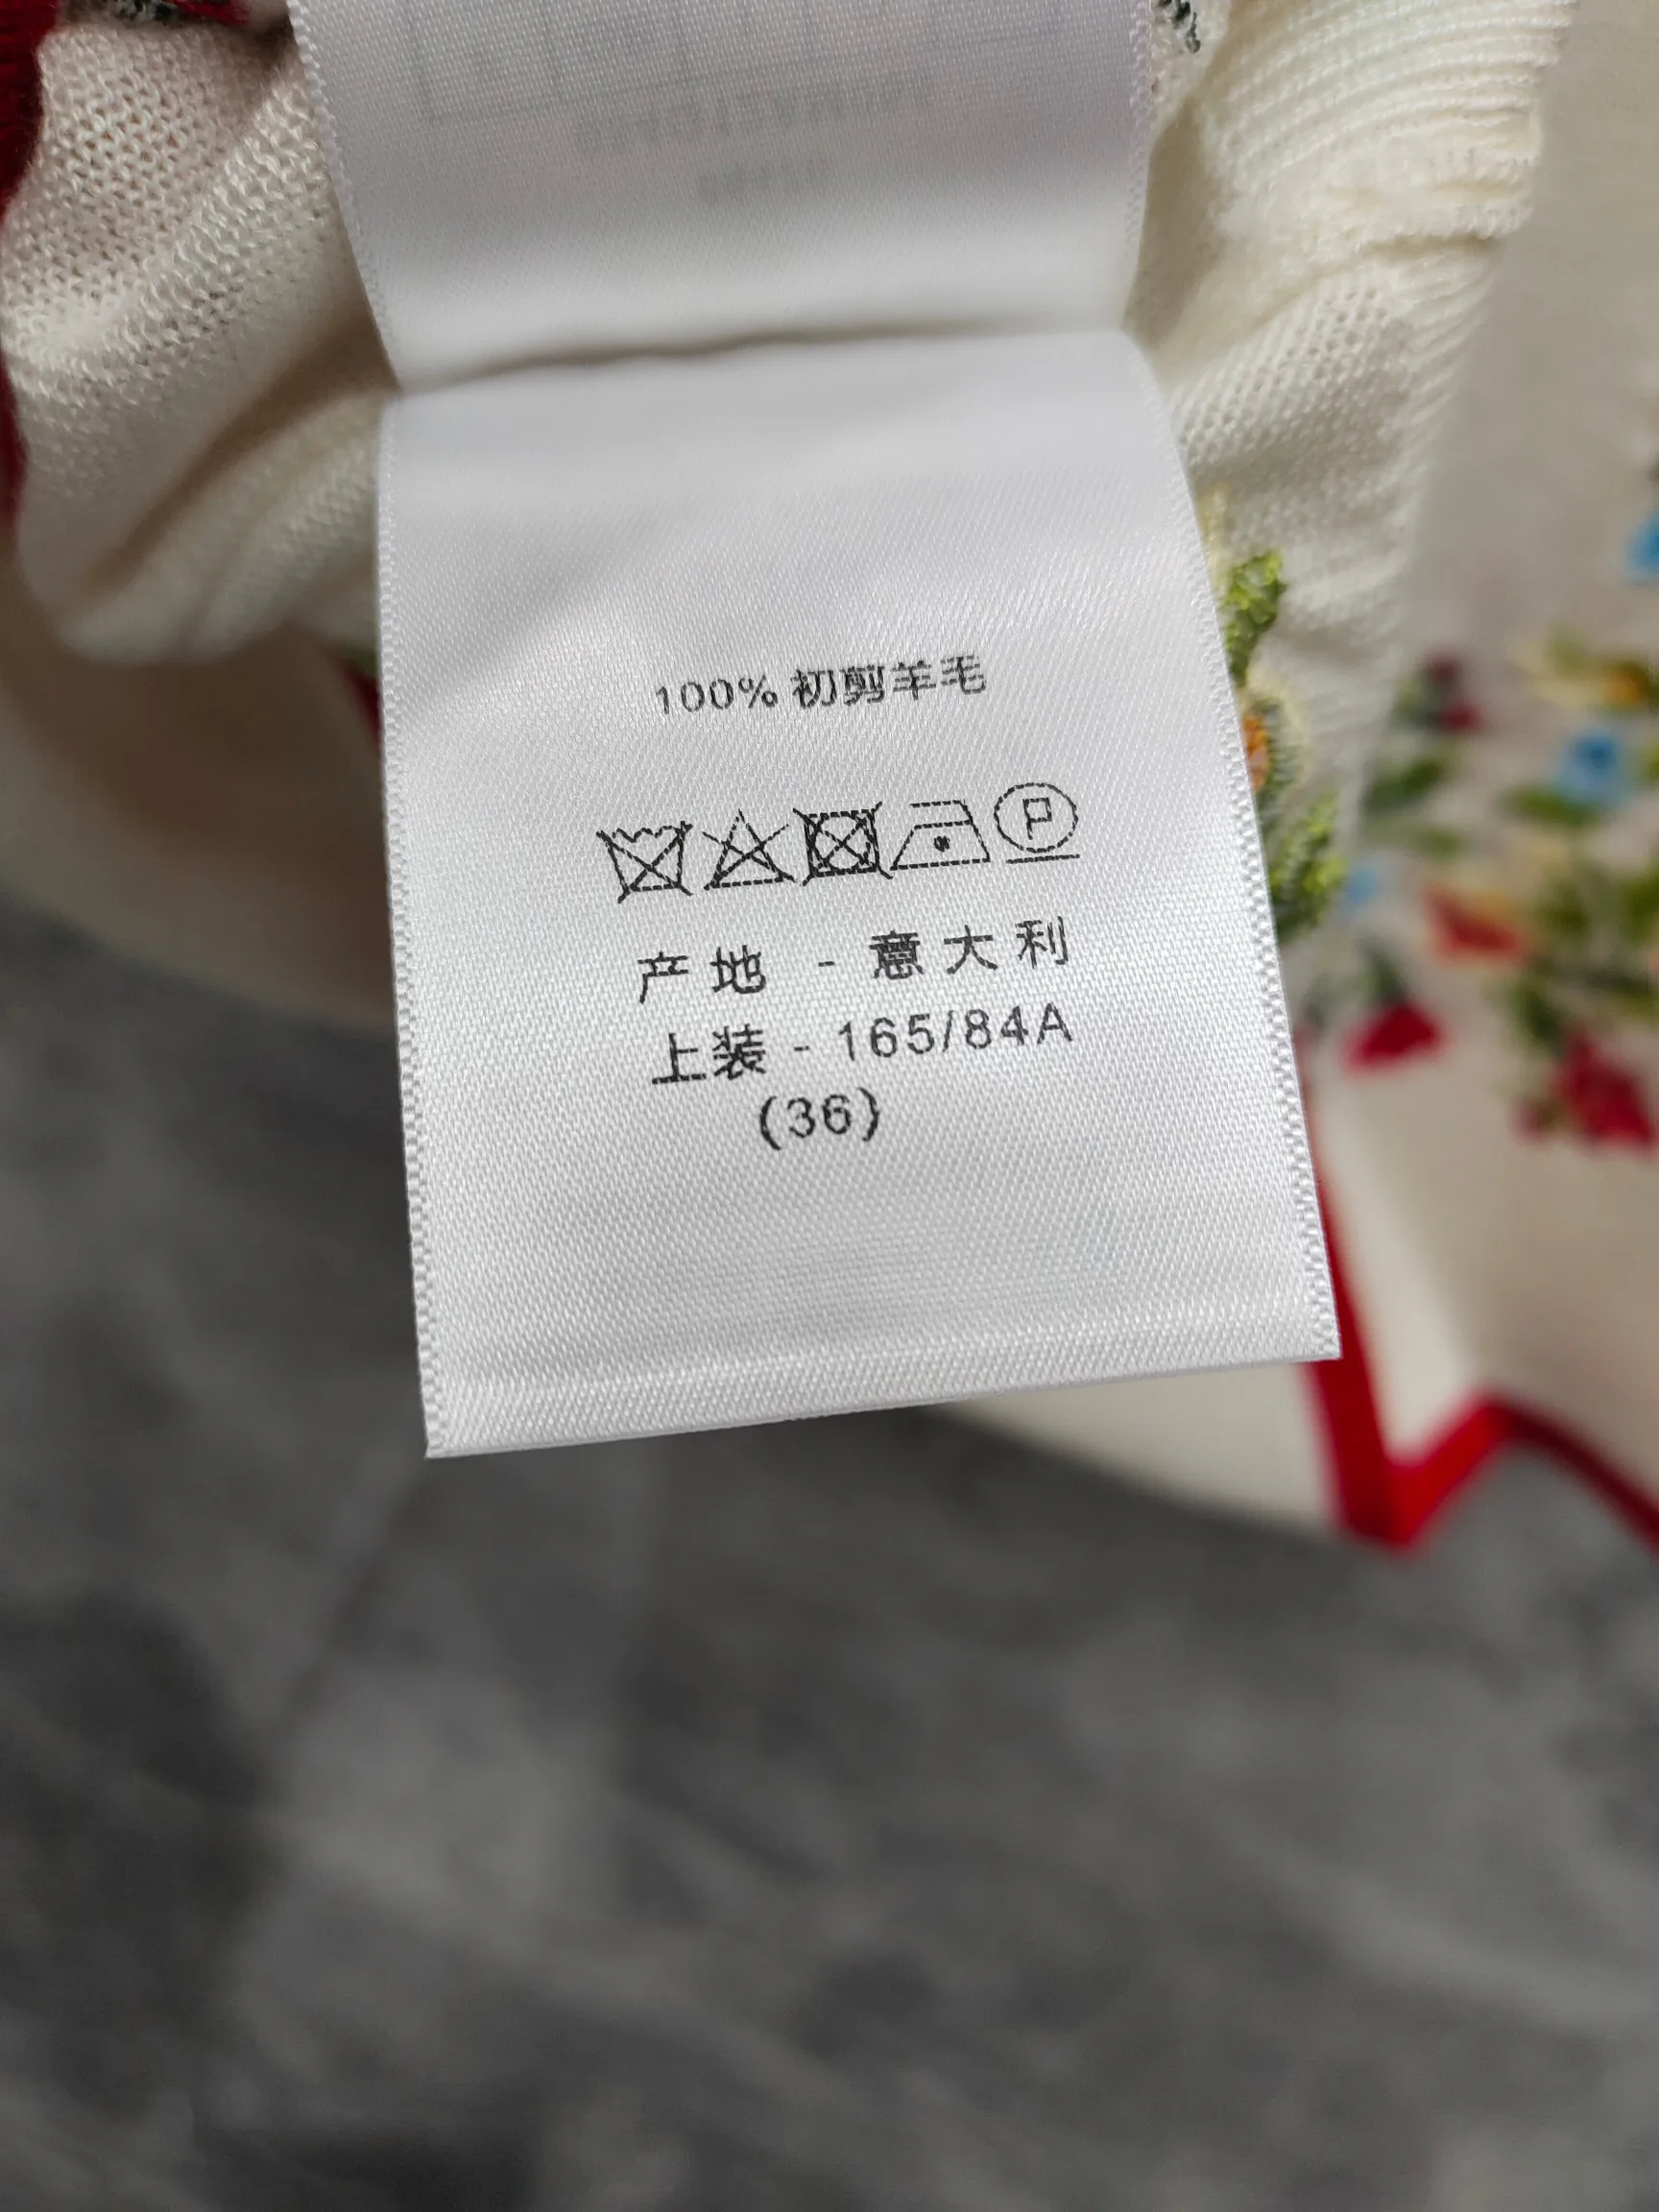 100% 初剪羊毛
P
产地 - 意大利
上装 - 165/84A
(36)